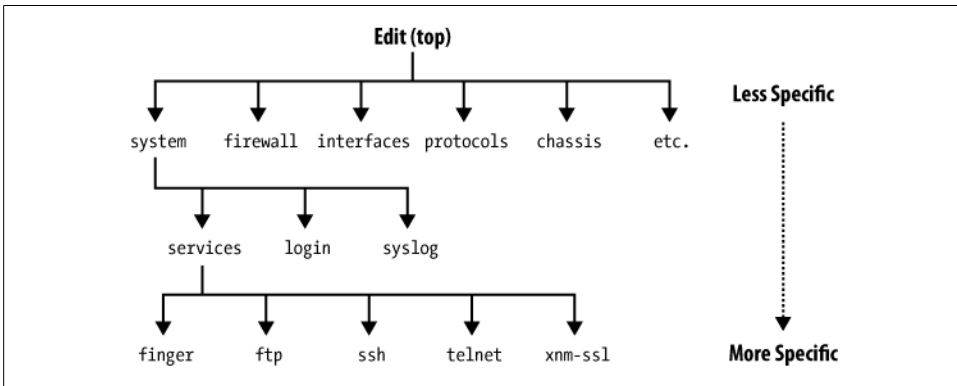 Edit (top)
Less Specific
system firewall interfaces protocols chassis etc.
services login syslog
finger ftp ssh telnet xnm-ssl
More Specific